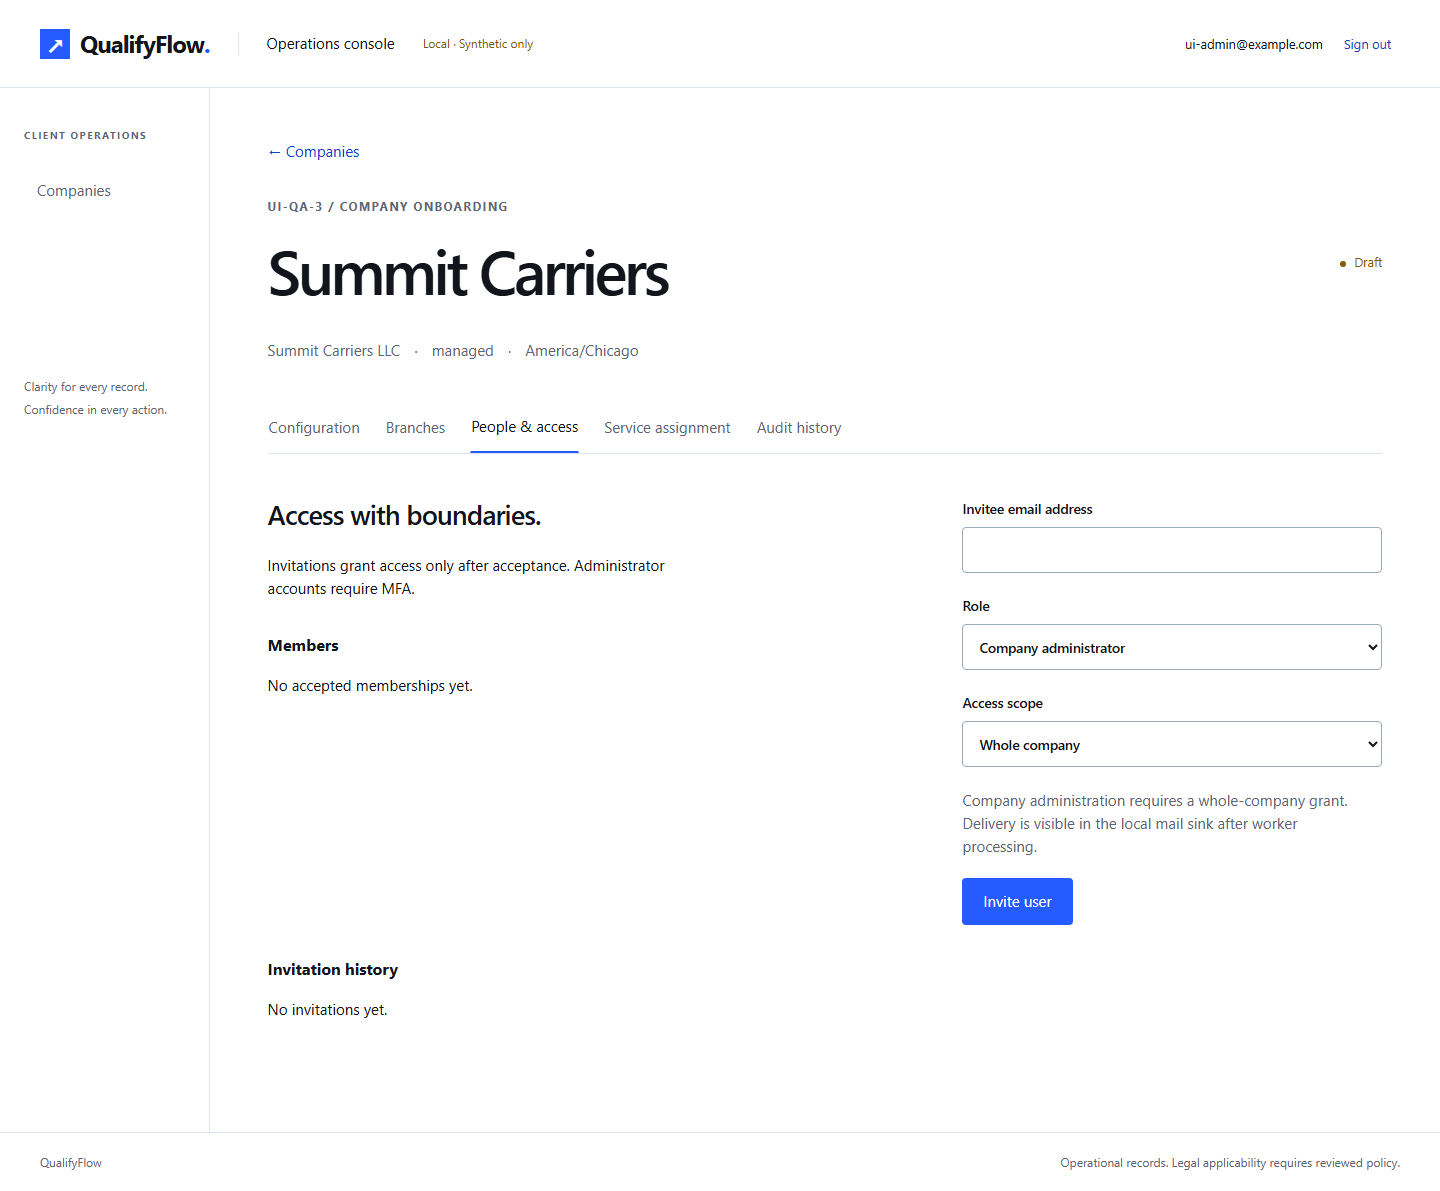 QualifyFlow.
Operations console
Local · Synthetic only
ui-admin@example.com
Sign out
CLIENT OPERATIONS
Companies
Clarity for every record.
Confidence in every action.
← Companies
UI-QA-3 / COMPANY ONBOARDING
Summit Carriers
Draft
Summit Carriers LLC · managed · America/Chicago
Configuration
Branches
People & access
Service assignment
Audit history
Access with boundaries.
Invitations grant access only after acceptance. Administrator
accounts require MFA.
Members
No accepted memberships yet.
Invitee email address
Role
Company administrator
Access scope
Whole company
Company administration requires a whole-company grant.
Delivery is visible in the local mail sink after worker
processing.
Invite user
Invitation history
No invitations yet.
QualifyFlow
Operational records. Legal applicability requires reviewed policy.